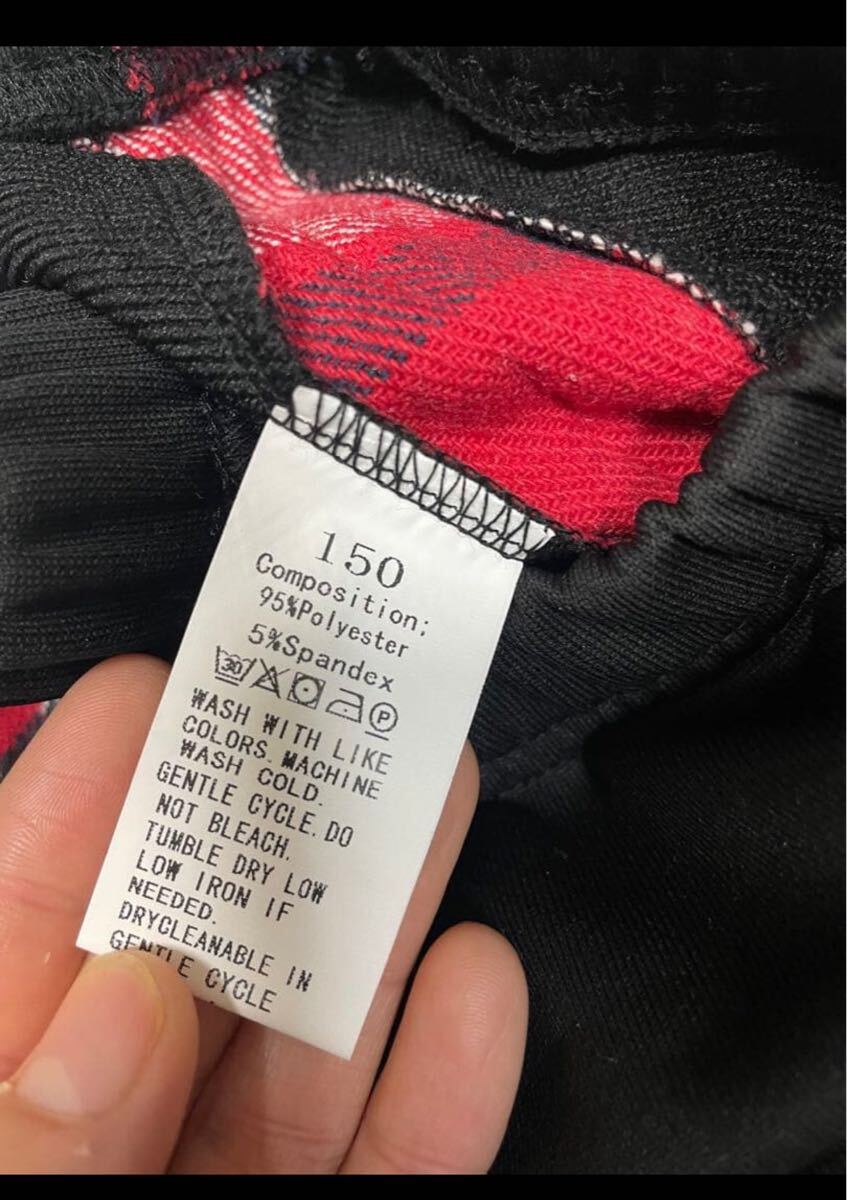 150
Composition:
95%Polyester
5%Spandex
30 P
WASH WITH LIKE
COLORS. MACHINE
WASH COLD.
GENTLE CYCLE. DO
NOT BLEACH.
TUMBLE DRY LOW
LOW IRON IF
NEEDED.
DRYCLEANABLE IN
GENTLE CYCLE